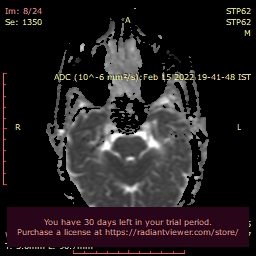 Im: 8/24
Se: 1350
STP62
STP62
M
A
ADC (10^-6 mm²/s): Feb 15 2022 19-41-48 IST
R
L
You have 30 days left in your trial period.
Purchase a license at https://radiantviewer.com/store/